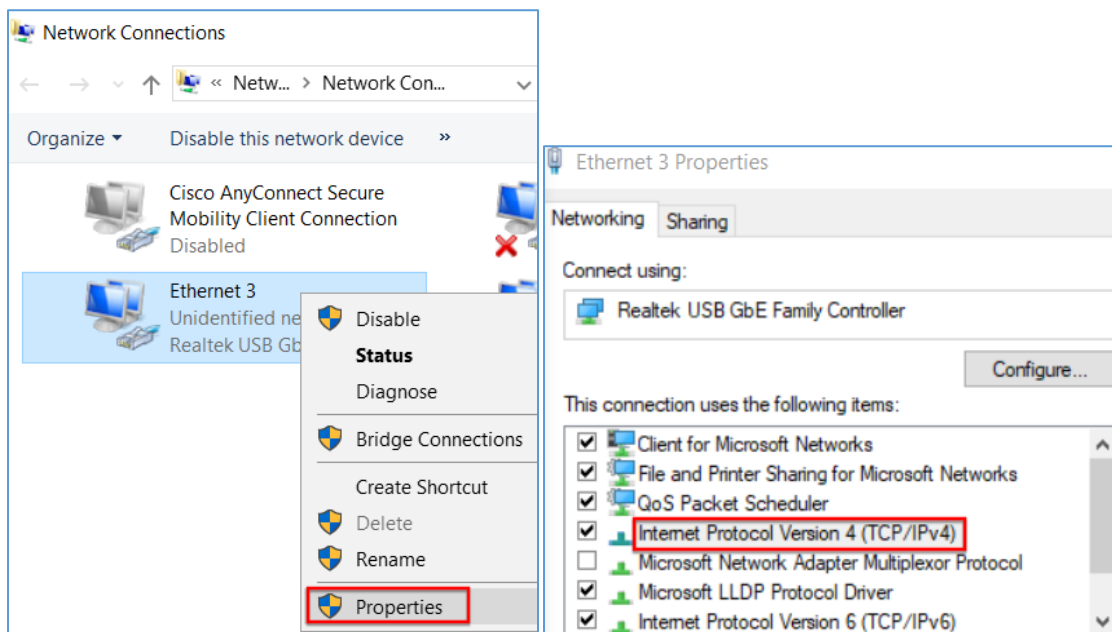 Network Connections
« Netw... > Network Con...
Organize Disable this network device »
Cisco AnyConnect Secure
Mobility Client Connection
Disabled
Ethernet 3
Unidentified ne
Realtek USB Gb
Disable
Status
Diagnose
Bridge Connections
Create Shortcut
Delete
Rename
Properties
Ethernet 3 Properties
Networking Sharing
Connect using:
Realtek USB GbE Family Controller
Configure...
This connection uses the following items:
Client for Microsoft Networks
File and Printer Sharing for Microsoft Networks
QoS Packet Scheduler
Internet Protocol Version 4 (TCP/IPv4)
Microsoft Network Adapter Multiplexor Protocol
Microsoft LLDP Protocol Driver
Internet Protocol Version 6 (TCP/IPv6)